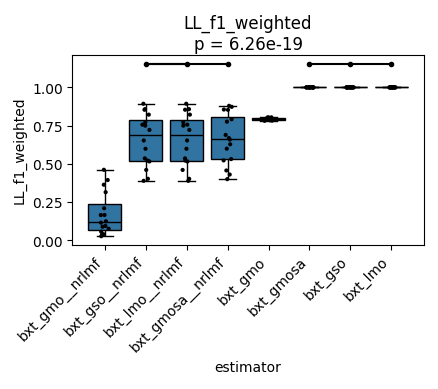 LL_f1_weighted
p = 6.26e-19
LL_f1_weighted
1.00
0.75
0.50
0.25
0.00
bxt_gmo__nrlmf
bxt_gso__nrlmf
bxt_lmo__nrlmf
bxt_gmosa__nrlmf
bxt_gmo
bxt_gmosa
bxt_gso
bxt_lmo
estimator